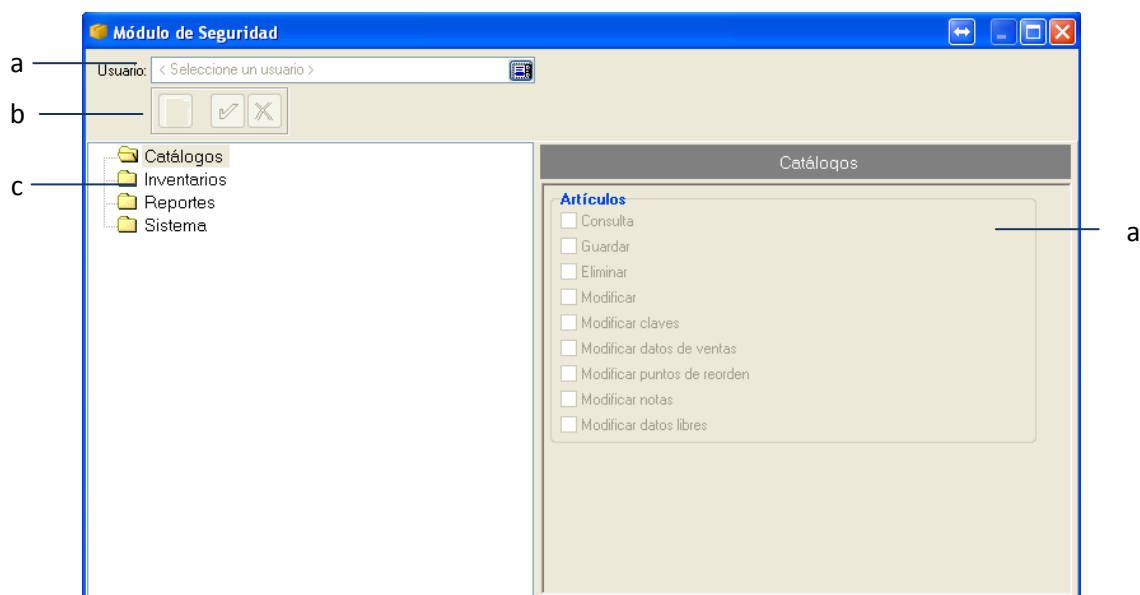 Módulo de Seguridad
a
Usuario: < Seleccione un usuario >
b
Catálogos
c
Inventarios
Reportes
Sistema
Catálogos
Artículos
Consulta
a
Guardar
Eliminar
Modificar
Modificar claves
Modificar datos de ventas
Modificar puntos de reorden
Modificar notas
Modificar datos libres